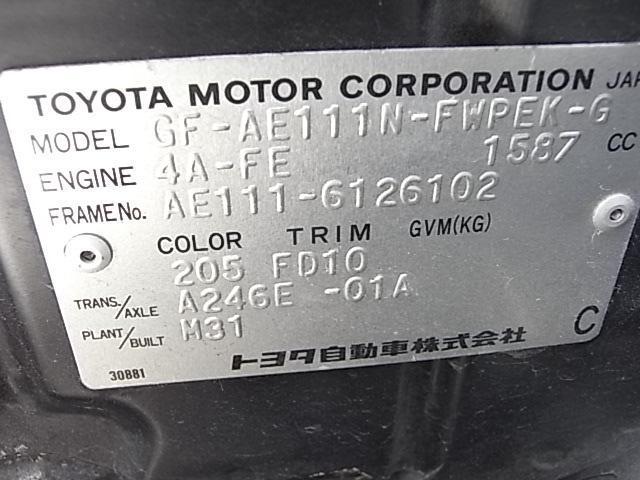 TOYOTA MOTOR CORPORATION JAP
MODEL GF-AE111N-FWPEK-G
ENGINE 4A-FE 1587 CC
FRAME No. AE111-6126102
COLOR TRIM GVM(KG)
205 FD10
TRANS./AXLE A246E -01A
PLANT/BUILT M31
C
トヨタ自動車株式会社
30881